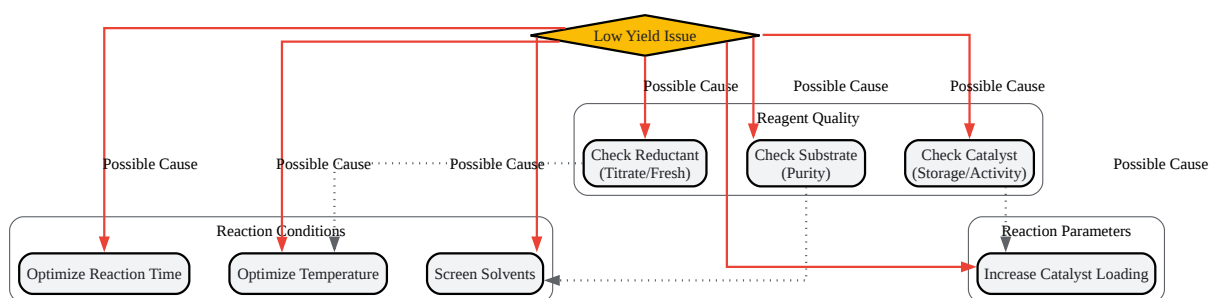 Low Yield Issue
Possible Cause
Possible Cause
Possible Cause
Reagent Quality
Check Reductant
(Titrate/Fresh)
Check Substrate
(Purity)
Check Catalyst
(Storage/Activity)
Possible Cause
Possible Cause
Possible Cause
Possible Cause
Reaction Conditions
Reaction Parameters
Optimize Reaction Time
Optimize Temperature
Screen Solvents
Increase Catalyst Loading